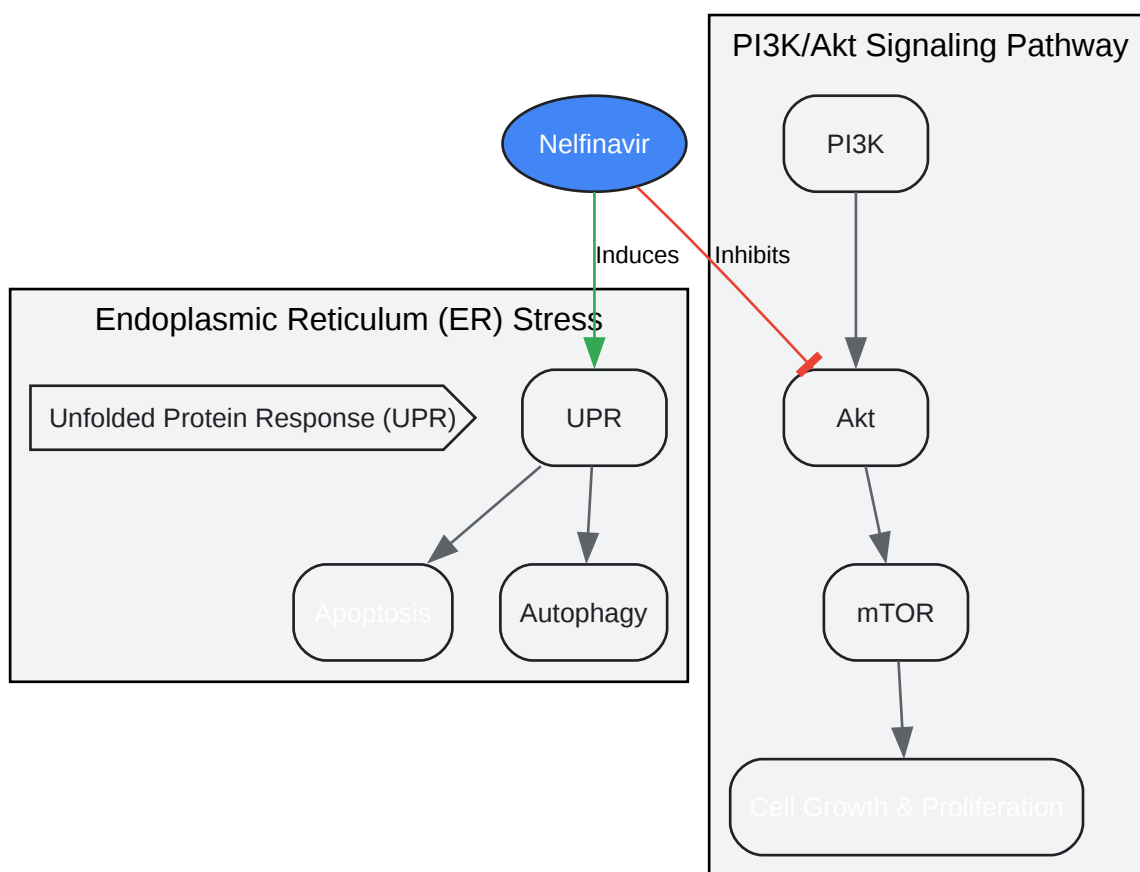 PI3K/Akt Signaling Pathway
Nelfinavir
PI3K
Induces
Inhibits
Endoplasmic Reticulum (ER) Stress
Unfolded Protein Response (UPR)
UPR
Akt
Apoptosis
Autophagy
mTOR
Cell Growth & Proliferation